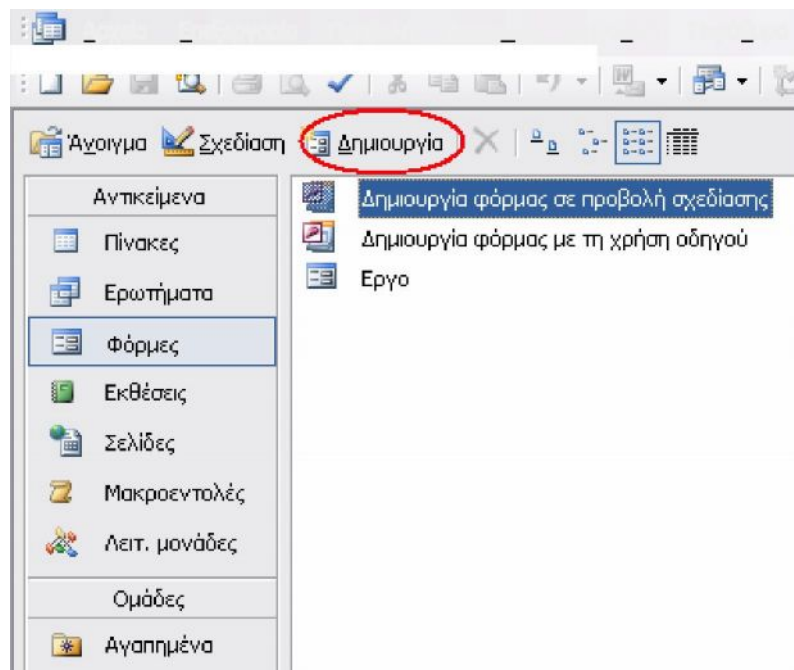 Άνοιγμα Σχεδίαση Δημιουργία
Αντικείμενα
Πίνακες
Ερωτήματα
Φόρμες
Εκθέσεις
Σελίδες
Μακροεντολές
Λειτ. μονάδες
Ομάδες
Αγαπημένα
Δημιουργία φόρμας σε προβολή σχεδίασης
Δημιουργία φόρμας με τη χρήση οδηγού
Εργο